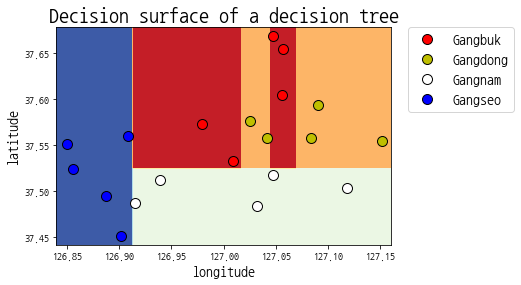 Decision surface of a decision tree
Gangbuk
Gangdong
Gangnam
Gangseo
37.65
37.60
37.55
37.50
37.45
latitude
126.85 126.90 126.95 127.00 127.05 127.10 127.15
longitude